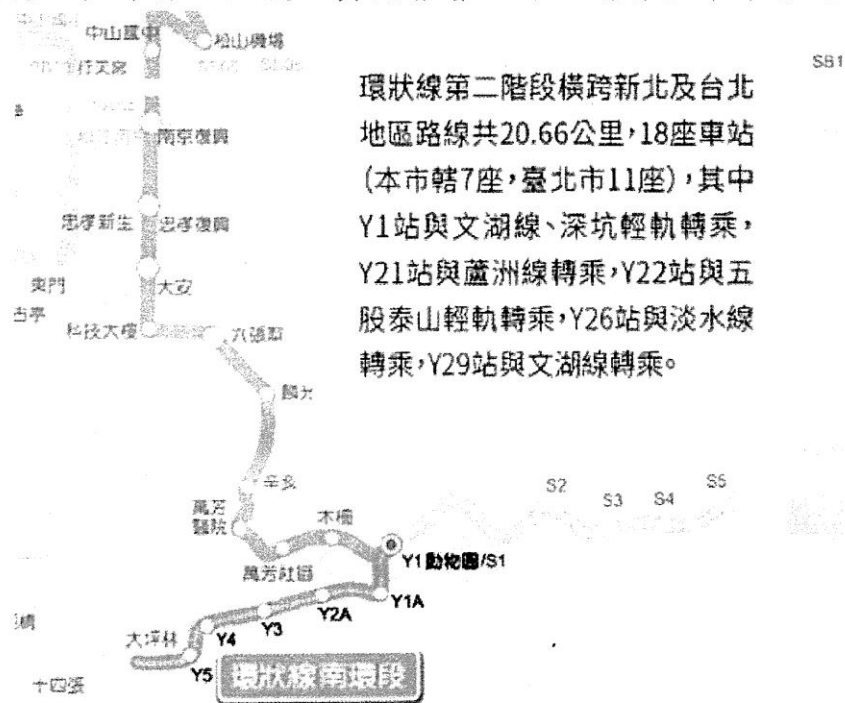 中山國中
松山機場
行天宮
SB1
環狀線第二階段橫跨新北及台北
地區路線共20.66公里，18座車站
（本市轄7座，臺北市11座），其中
Y1站與文湖線、深坑輕軌轉乘，
Y21站與蘆洲線轉乘，Y22站與五
股泰山輕軌轉乘，Y26站與淡水線
轉乘，Y29站與文湖線轉乘。
南京復興
忠孝新生
忠孝復興
東門
大安
古亭
科技大樓
六張犁
麟光
辛亥
萬芳
醫院
木柵
萬芳社區
S2
S3
S4
S5
Y1動物園/S1
Y1A
Y2A
Y3
Y4
大坪林
Y5
環狀線南環段
十四張